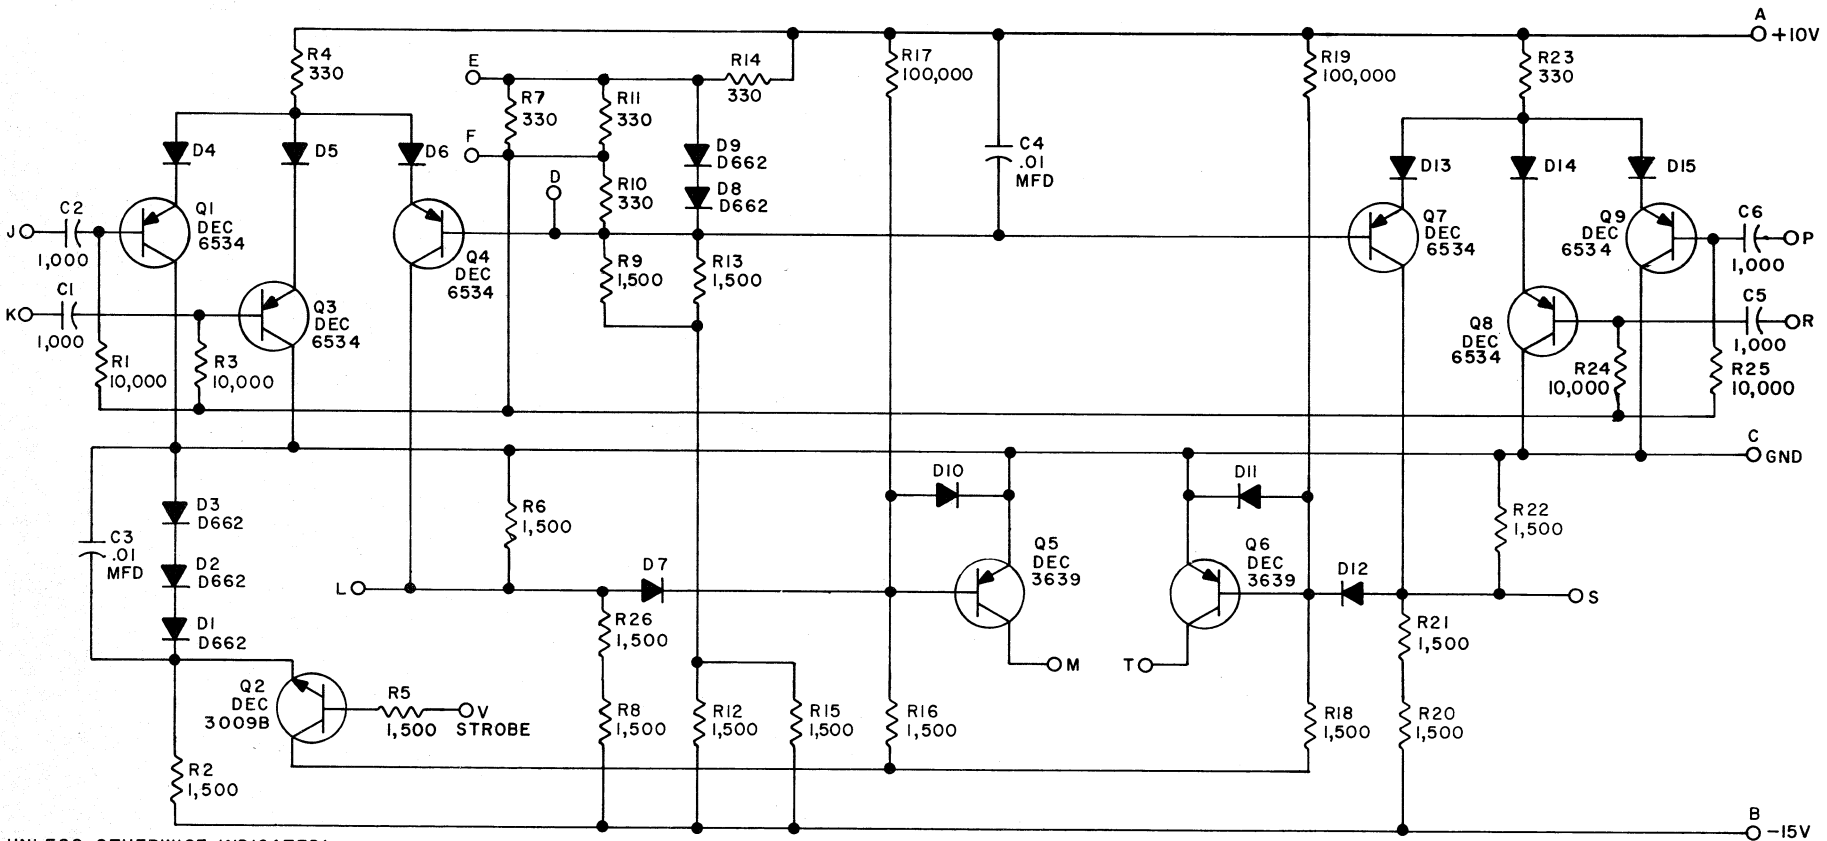 A
+10V
R4
330
E
R14
330
R17
100,000
R19
100,000
R23
330
R7
330
R11
330
F
D4
D5
D6
D9
D662
D8
D662
C4
.01
MFD
D13
D14
D15
D
R10
330
J
C2
1,000
Q1
DEC
6534
Q4
DEC
6534
R9
1,500
R13
1,500
Q7
DEC
6534
Q9
DEC
6534
C6
1,000
P
K
C1
1,000
Q3
DEC
6534
Q8
DEC
6534
C5
1,000
R
R1
10,000
R3
10,000
R24
10,000
R25
10,000
C
GND
D10
D11
D3
D662
R6
1,500
R22
1,500
C3
.01
MFD
D2
D662
Q5
DEC
3639
Q6
DEC
3639
D7
D12
L
S
D1
D662
R26
1,500
R21
1,500
M
T
Q2
DEC
3009B
R5
1,500
V
STROBE
R8
1,500
R12
1,500
R15
1,500
R16
1,500
R18
1,500
R20
1,500
R2
1,500
B
-15V
UNLESS OTHERWISE INDICATED: